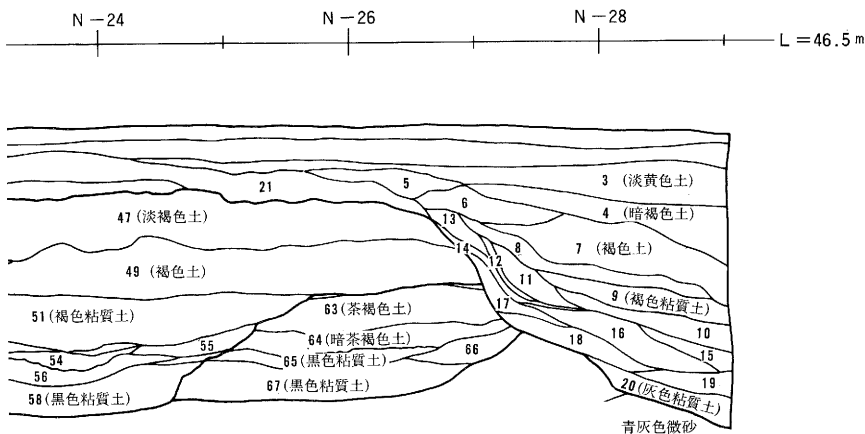 N－24
N－26
N－28
L＝46.5m
3（淡黄色土）
21
5
6
4（暗褐色土）
47（淡褐色土）
13
7（褐色土）
14
8
12
49（褐色土）
11
9（褐色粘質土）
51（褐色粘質土）
63（茶褐色土）
17
10
64（暗茶褐色土）
16
18
55
54
65（黒色粘質土）
66
15
56
67（黒色粘質土）
19
20（灰色粘質土）
58（黒色粘質土）
青灰色微砂